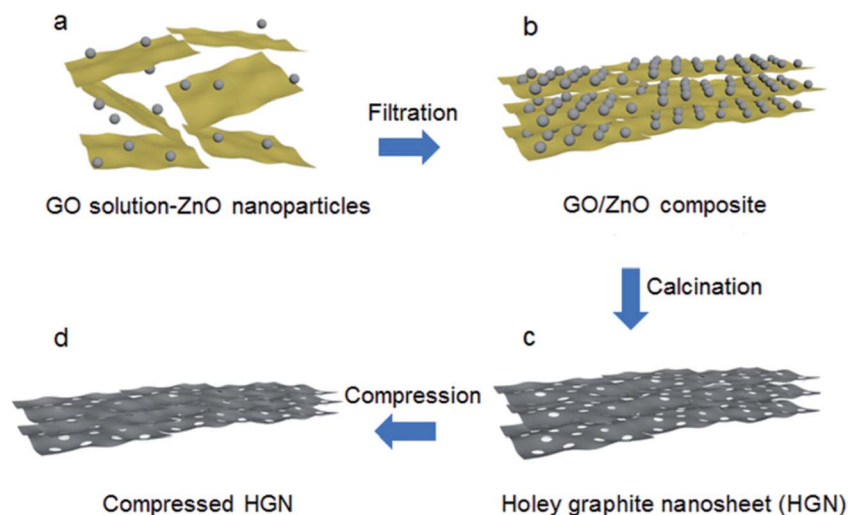 a
b
Filtration
GO solution-ZnO nanoparticles
GO/ZnO composite
Calcination
d
c
Compression
Compressed HGN
Holey graphite nanosheet (HGN)